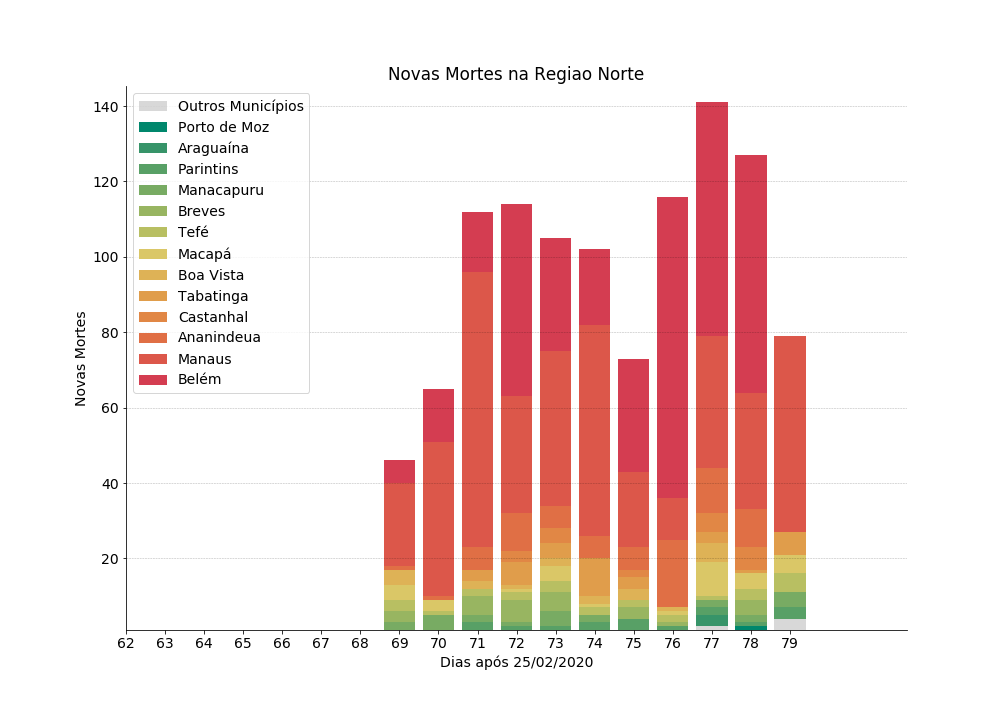 Novas Mortes na Regiao Norte
Novas Mortes
140
120
100
80
60
40
20
Outros Municípios
Porto de Moz
Araguaína
Parintins
Manacapuru
Breves
Tefé
Macapá
Boa Vista
Tabatinga
Castanhal
Ananindeua
Manaus
Belém
62 63 64 65 66 67 68 69 70 71 72 73 74 75 76 77 78 79
Dias após 25/02/2020